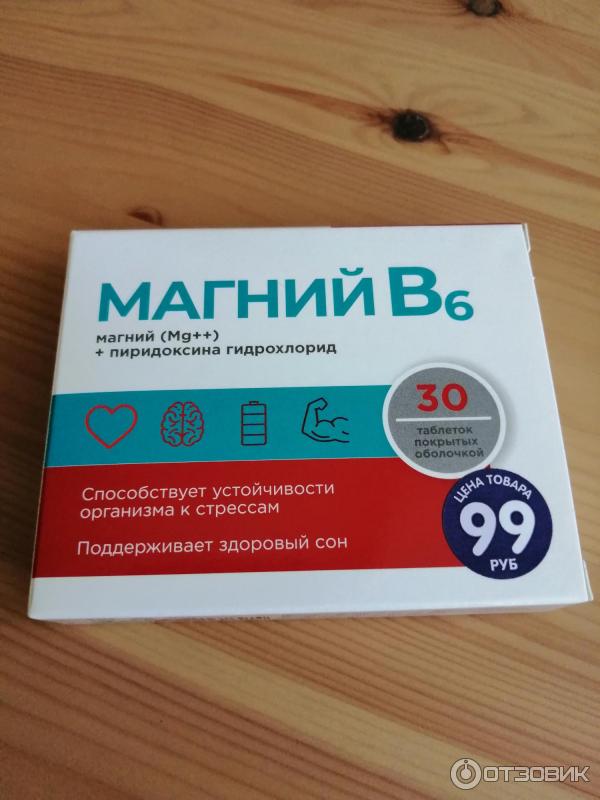 МАГНИЙ В6
магний (Mg++)
+ пиридоксина гидрохлорид
30
таблеток
покрытых
оболочкой.
Способствует устойчивости
организма к стрессам
Поддерживает здоровый сон
ЦЕНА ТОВАРА
99
РУБ
ОТЗОВИК